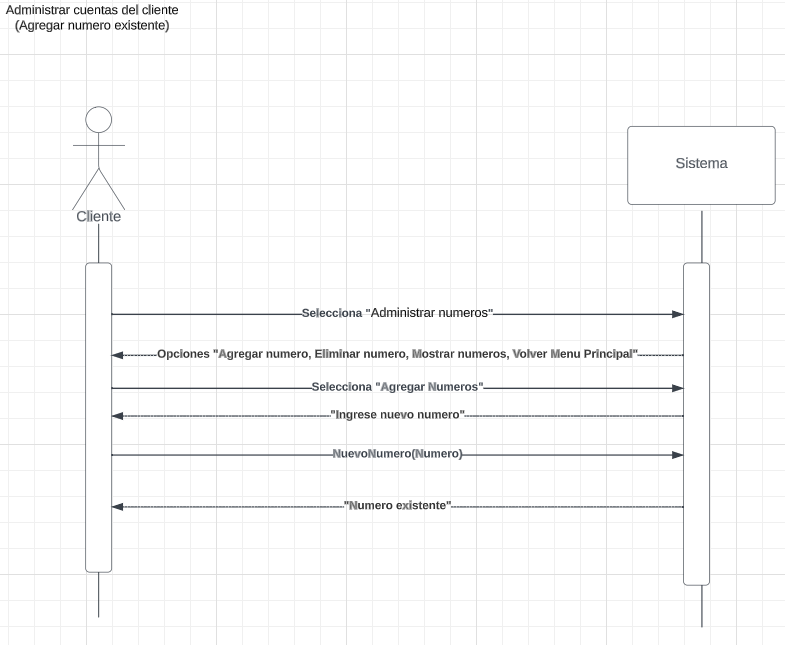 Administrar cuentas del cliente
(Agregar numero existente)
Sistema
Cliente
Selecciona "Administrar numeros"
Opciones "Agregar numero, Eliminar numero, Mostrar numeros, Volver Menu Principal"
Selecciona "Agregar Numeros"
"Ingrese nuevo numero"
NuevoNumero(Numero)
"Numero existente"